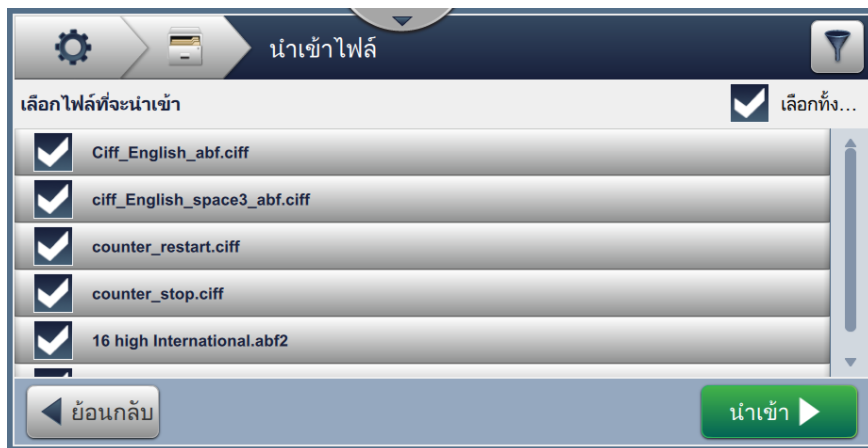 นำเข้าไฟล์
เลือกไฟล์ที่จะนำเข้า
เลือกทั้ง...
Ciff_English_abf.ciff
ciff_English_space3_abf.ciff
counter_restart.ciff
counter_stop.ciff
16 high International.abf2
ย้อนกลับ
นำเข้า